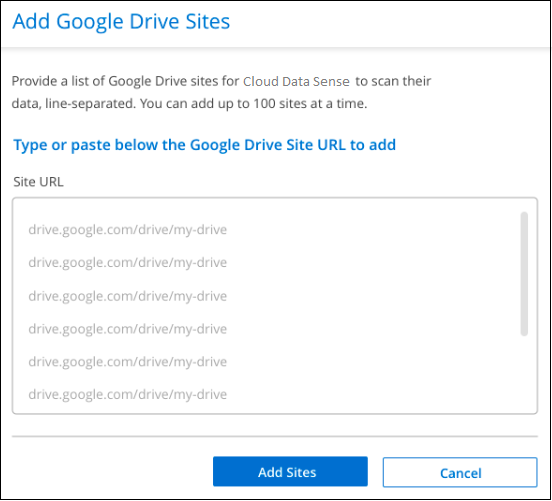 Add Google Drive Sites
Provide a list of Google Drive sites for Cloud Data Sense to scan their
data, line-separated. You can add up to 100 sites at a time.
Type or paste below the Google Drive Site URL to add
Site URL
drive.google.com/drive/my-drive
drive.google.com/drive/my-drive
drive.google.com/drive/my-drive
drive.google.com/drive/my-drive
drive.google.com/drive/my-drive
drive.google.com/drive/my-drive
Add Sites
Cancel